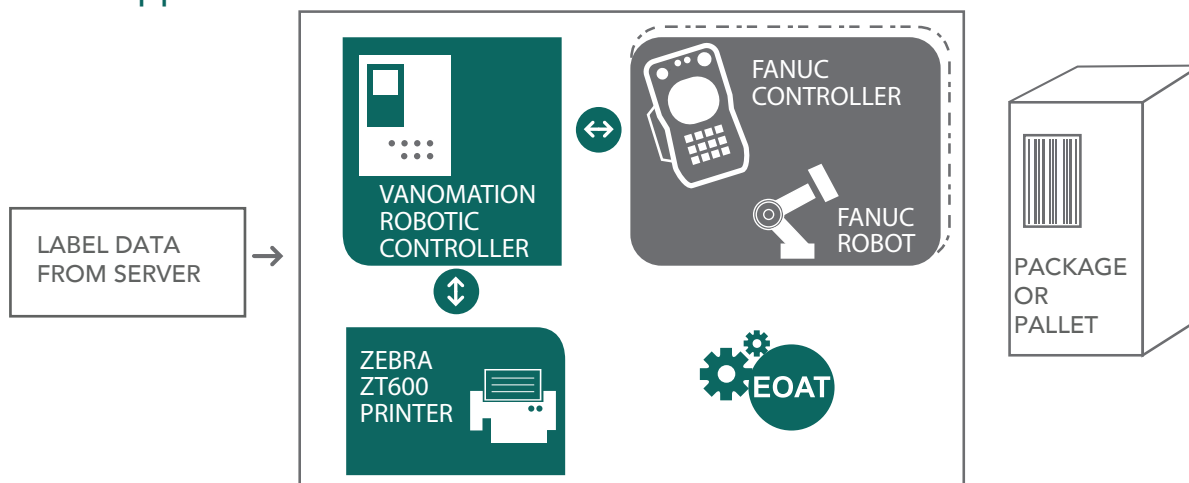 LABEL DATA
FROM SERVER
VANOMATION
ROBOTIC
CONTROLLER
FANUC
CONTROLLER
FANUC
ROBOT
ZEBRA
ZT600
PRINTER
EOAT
PACKAGE
OR
PALLET